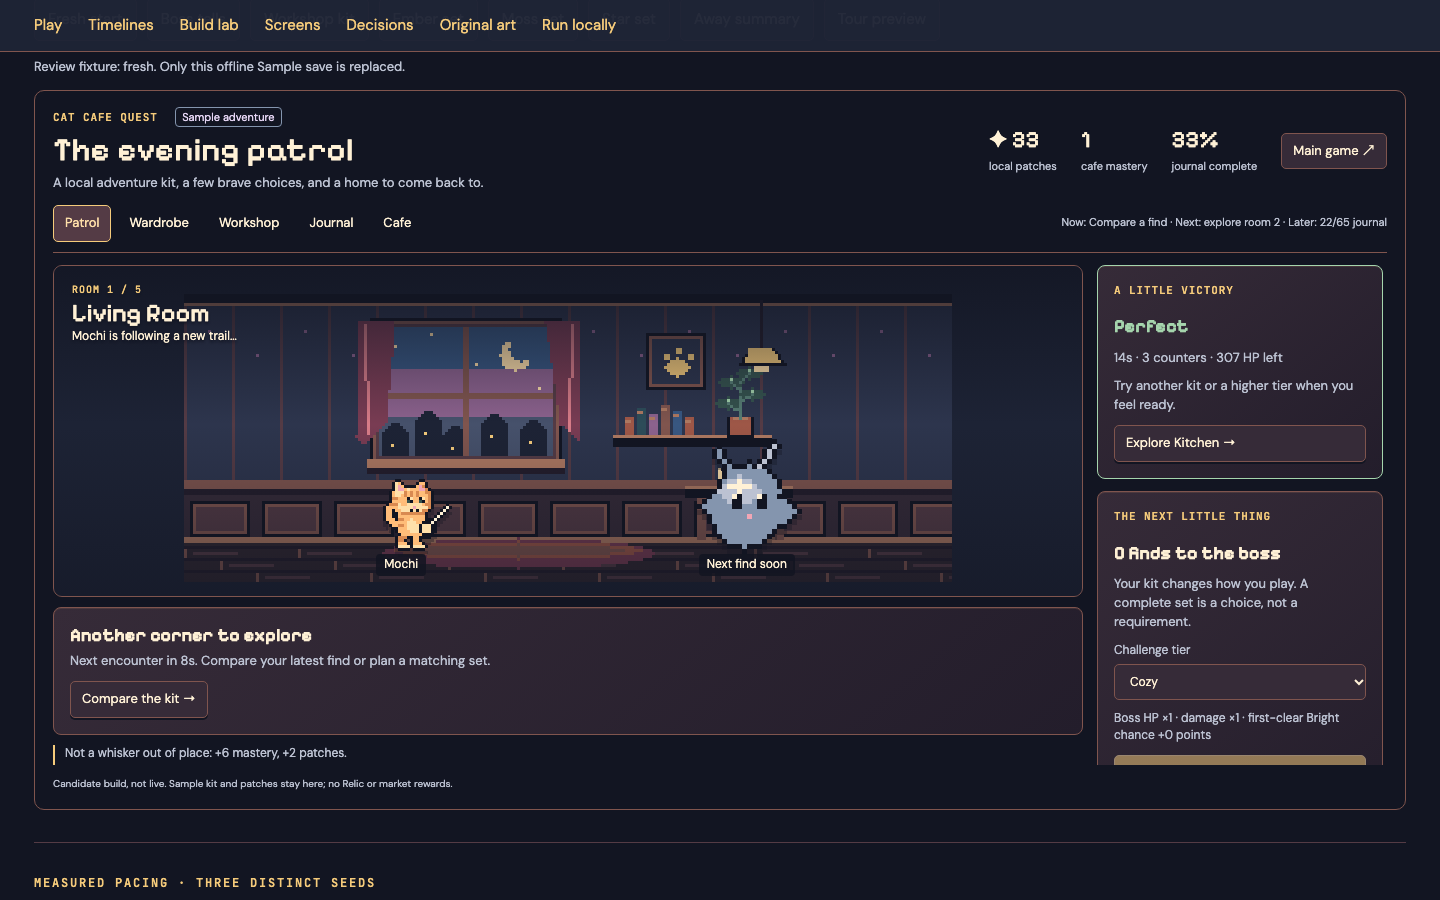 Play Timelines Build lab Screens Decisions Original art Run locally
Away summary Tour preview
Review fixture: fresh. Only this offline Sample save is replaced.
CAT CAFE QUEST Sample adventure
The evening patrol
A local adventure kit, a few brave choices, and a home to come back to.
✦ 33 local patches
1 cafe mastery
33% journal complete
Main game ↗
Patrol Wardrobe Workshop Journal Cafe
Now: Compare a find · Next: explore room 2 · Later: 22/65 journal
ROOM 1 / 5
Living Room
Mochi is following a new trail...
Mochi
Next find soon
Another corner to explore
Next encounter in 8s. Compare your latest find or plan a matching set.
Compare the kit →
Not a whisker out of place: +6 mastery, +2 patches.
Candidate build, not live. Sample kit and patches stay here; no Relic or market rewards.
A LITTLE VICTORY
Perfect
14s · 3 counters · 307 HP left
Try another kit or a higher tier when you
feel ready.
Explore Kitchen →
THE NEXT LITTLE THING
0 Ands to the boss
Your kit changes how you play. A
complete set is a choice, not a
requirement.
Challenge tier
Cozy
Boss HP ×1 · damage ×1 · first-clear Bright
chance +0 points
MEASURED PACING · THREE DISTINCT SEEDS